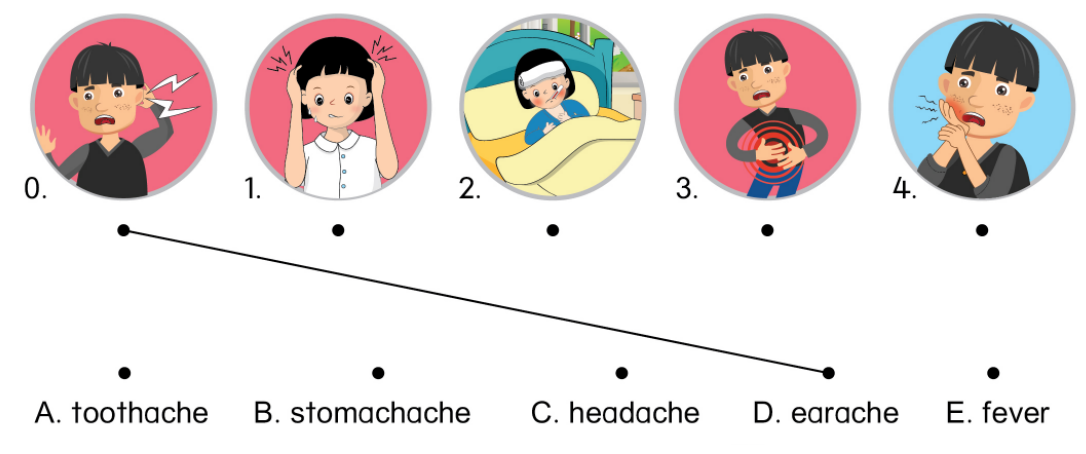 0. 1. 2. 3. 4.
A. toothache B. stomachache C. headache D. earache E. fever